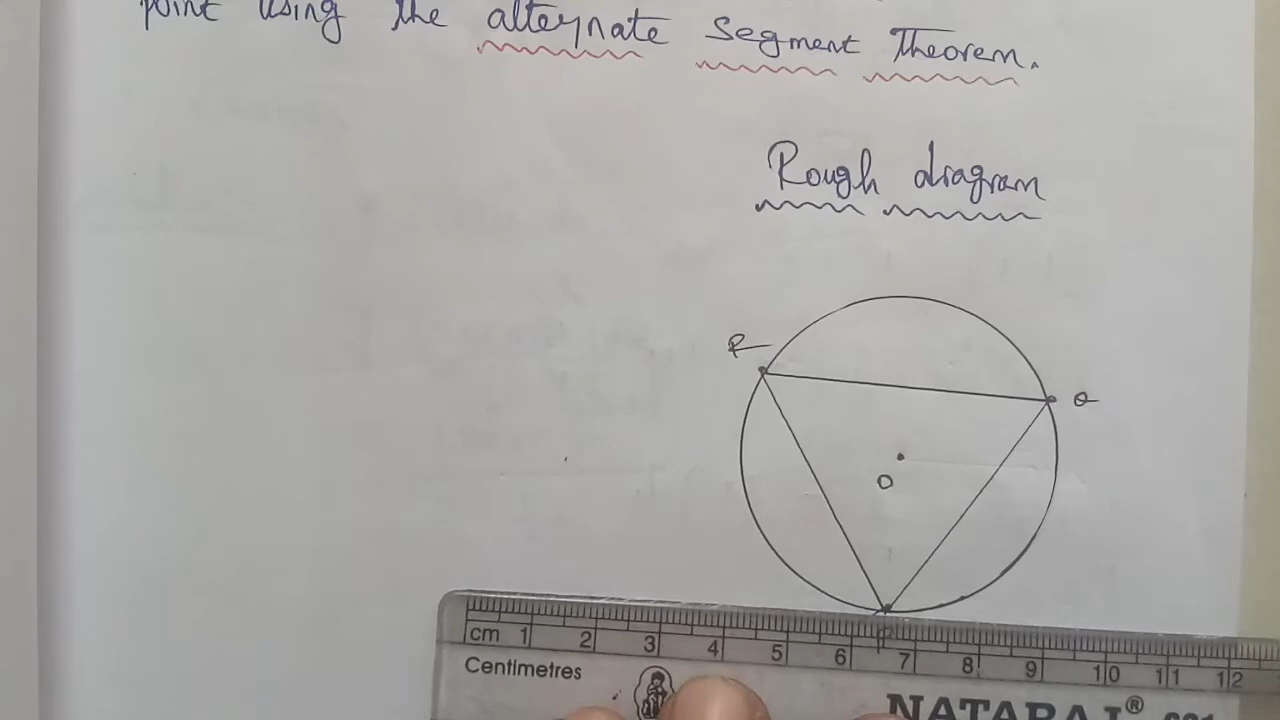 point using the alternate segment Theorem.
Rough diagram
R
Q
O
cm 1 2 3 4 5 6 7 8 9 10 11 12
Centimetres
NATARAJ®